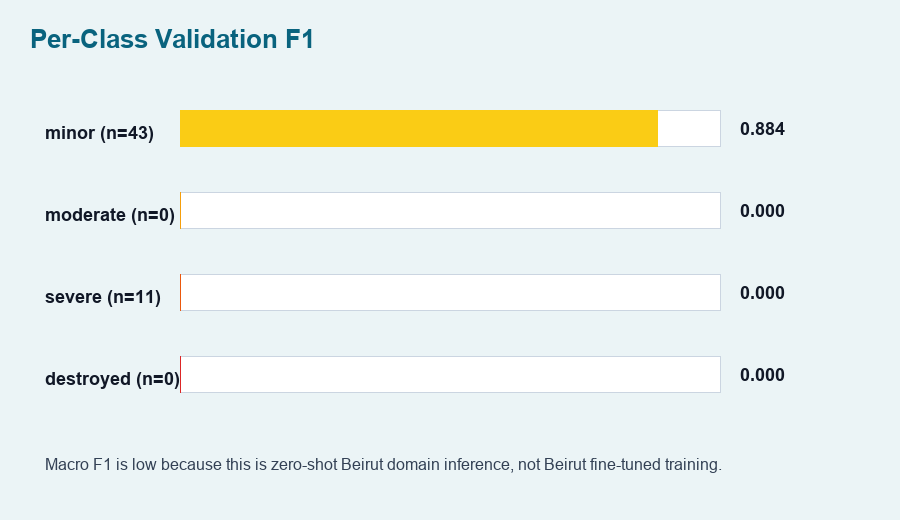 Per-Class Validation F1
minor (n=43) 0.884
moderate (n=0) 0.000
severe (n=11) 0.000
destroyed (n=0) 0.000
Macro F1 is low because this is zero-shot Beirut domain inference, not Beirut fine-tuned training.